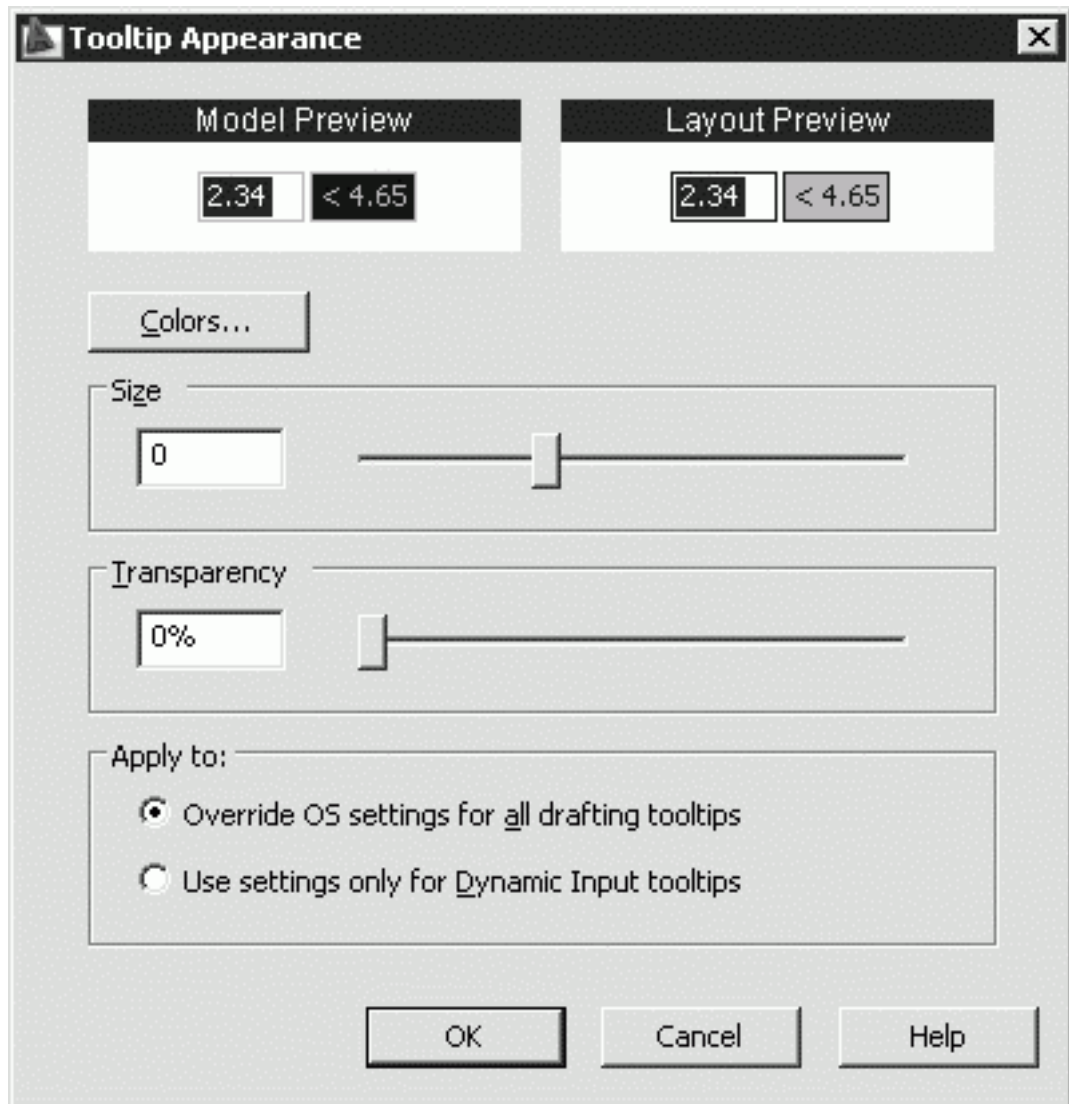 Tooltip Appearance
Model Preview
Layout Preview
2.34 < 4.65
2.34 < 4.65
Colors...
Size
0
Transparency
0%
Apply to:
Override OS settings for all drafting tooltips
Use settings only for Dynamic Input tooltips
OK
Cancel
Help